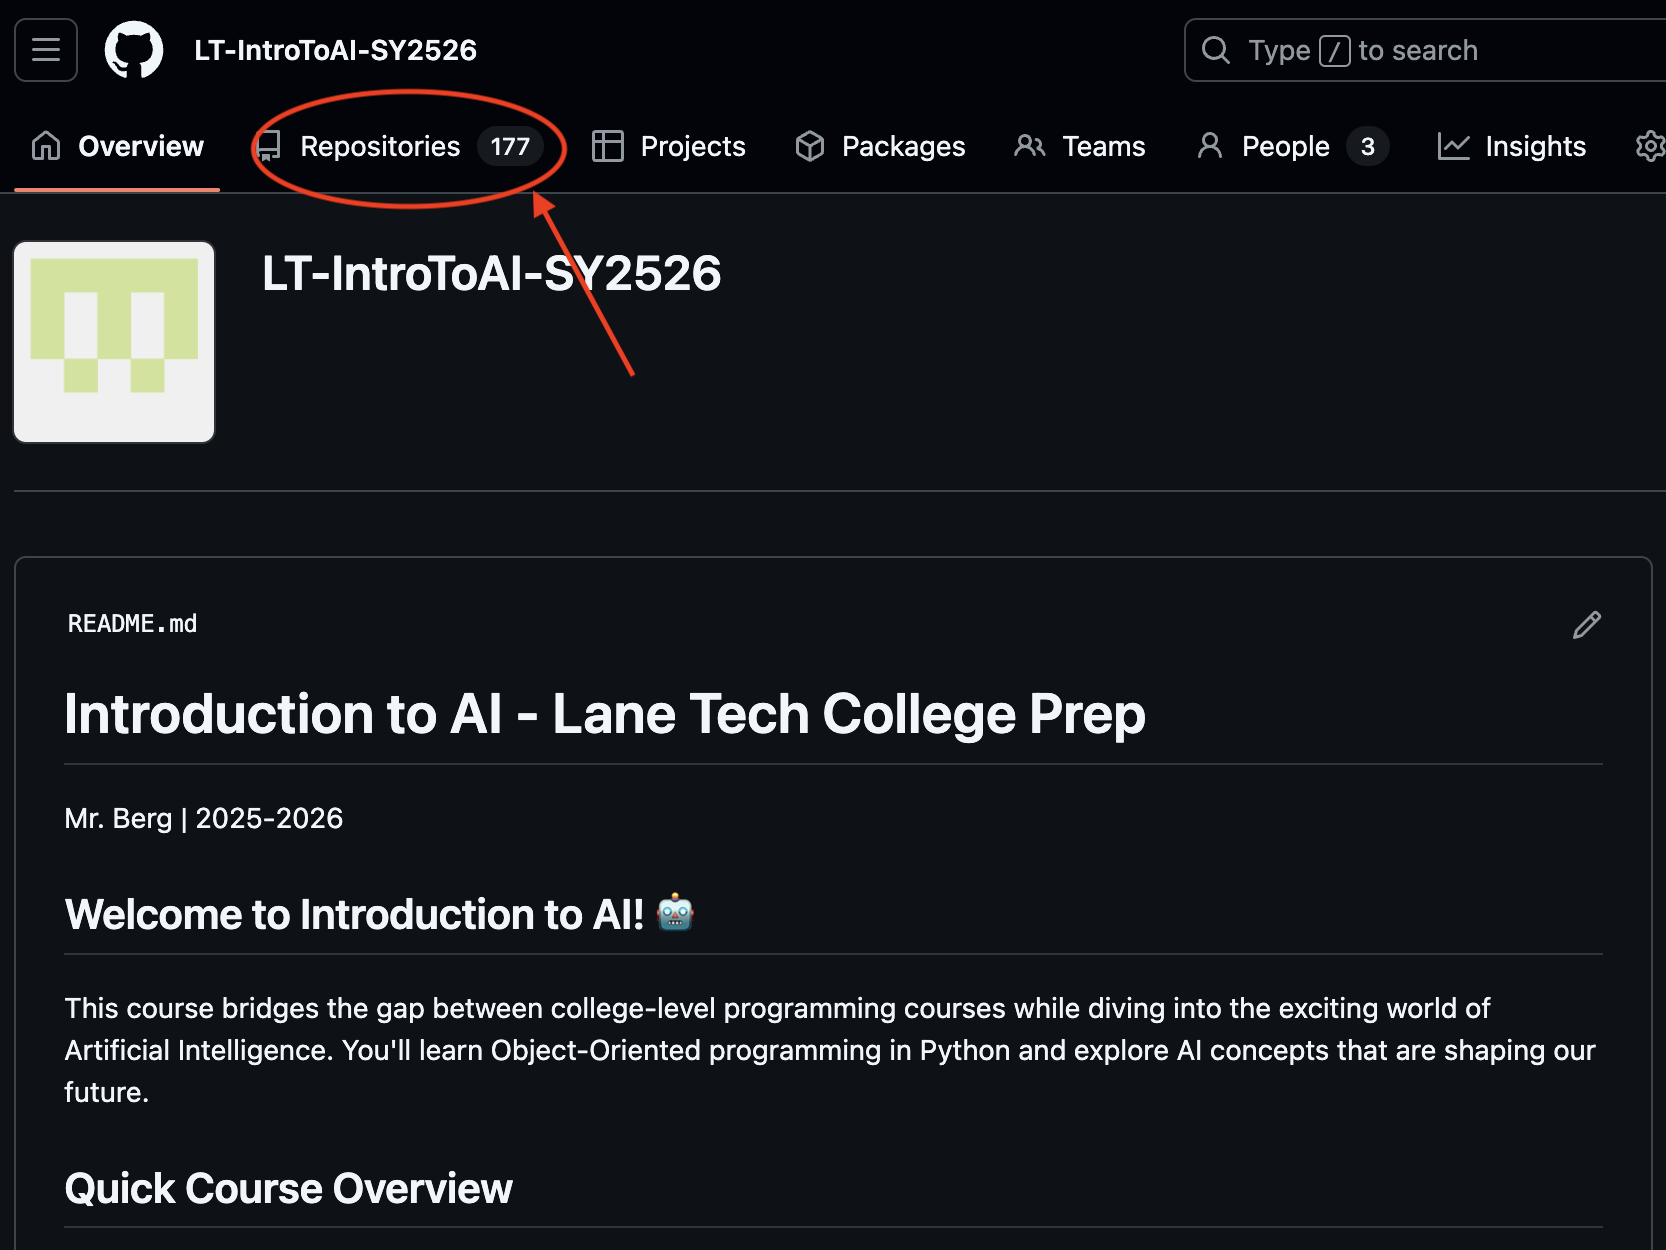 LT-IntroToAI-SY2526
Type / to search
Overview
Repositories 177
Projects
Packages
Teams
People 3
Insights
LT-IntroToAI-SY2526
README.md
Introduction to AI - Lane Tech College Prep
Mr. Berg | 2025-2026
Welcome to Introduction to AI! 🤖
This course bridges the gap between college-level programming courses while diving into the exciting world of
Artificial Intelligence. You'll learn Object-Oriented programming in Python and explore AI concepts that are shaping our
future.
Quick Course Overview